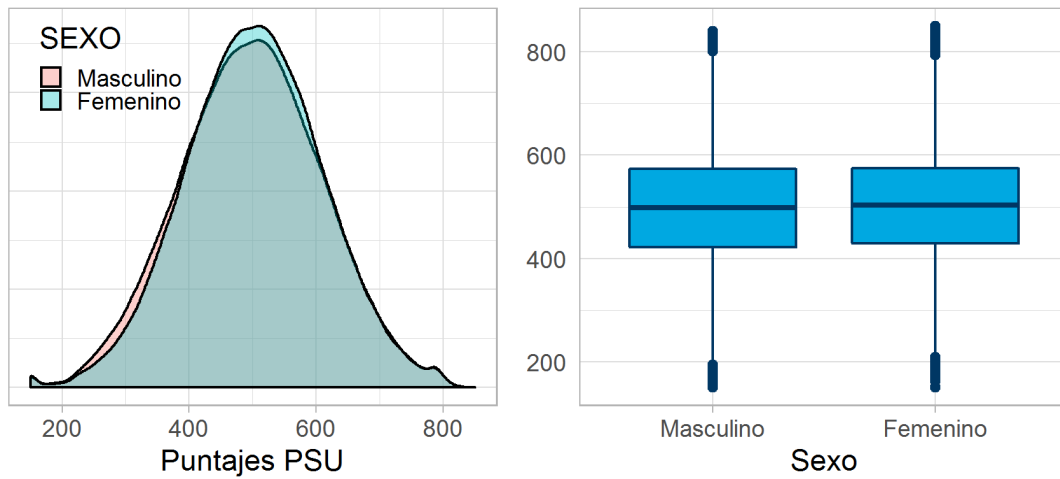 SEXO
Masculino
Femenino
200 400 600 800
Puntajes PSU
800
600
400
200
Masculino Femenino
Sexo